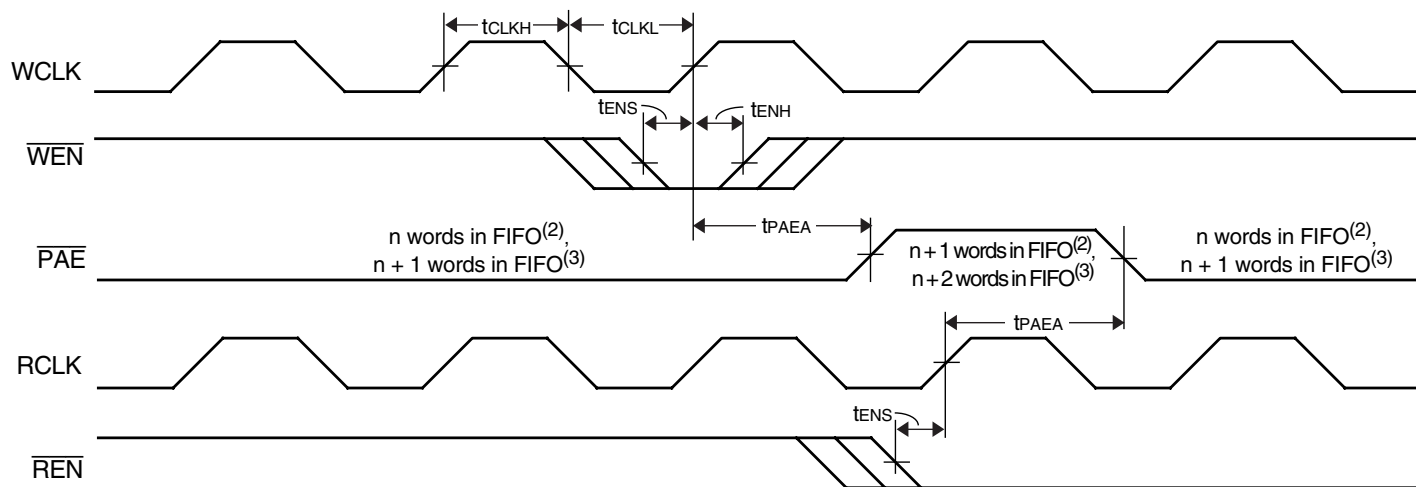 tCLKH
tCLKL
WCLK
tENS
tENH
WEN
tPAEA
n words in FIFO(2),
n + 1 words in FIFO(3)
PAE
n + 1 words in FIFO(2),
n + 2 words in FIFO(3)
n words in FIFO(2),
n + 1 words in FIFO(3)
tPAEA
RCLK
tENS
REN